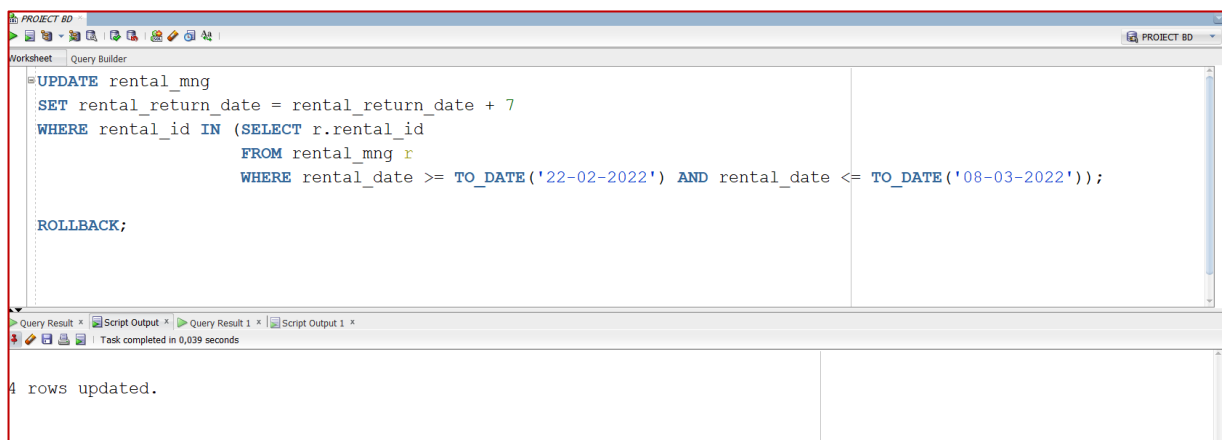 PROIECT BD
PROIECT BD
Worksheet Query Builder
UPDATE rental_mng
SET rental_return_date = rental_return_date + 7
WHERE rental_id IN (SELECT r.rental_id
FROM rental_mng r
WHERE rental_date >= TO_DATE('22-02-2022') AND rental_date <= TO_DATE('08-03-2022'));
ROLLBACK;
Query Result x Script Output x Query Result 1 x Script Output 1 x
Task completed in 0,039 seconds
4 rows updated.